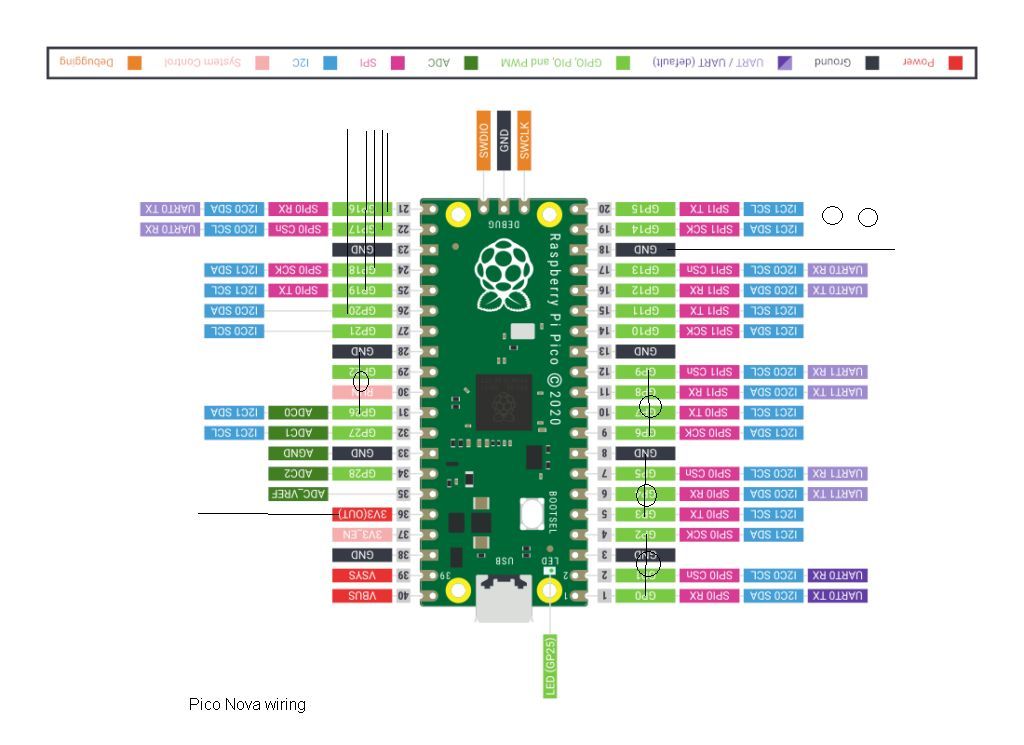 Debugging System Control I2C SPI ADC GPIO, PIO, and PWM UART / UART (default) Ground Power
SWDIO GND SWCLK
UART0 TX I2C0 SDA SPI0 RX GP16 21 20 GP15 SPI1 TX I2C1 SCL
UART0 RX I2C0 SCL SPI0 CSn GP17 22 19 GP14 SPI1 SCK I2C1 SDA
DEBUG
GND 23 18 GND
I2C1 SDA SPI0 SCK GP18 24 17 GP13 SPI1 CSn I2C0 SCL UART0 RX
I2C1 SCL SPI0 TX GP19 25 16 GP12 SPI1 RX I2C0 SDA UART0 TX
I2C0 SDA GP20 26 15 GP11 SPI1 TX I2C1 SCL
I2C0 SCL GP21 27 14 GP10 SPI1 SCK I2C1 SDA
Raspberry Pi Pico ©2020
GND 28 13 GND
29 12 GP9 SPI1 CSn I2C0 SCL UART1 RX
30 11 GP8 SPI1 RX I2C0 SDA UART1 TX
I2C1 SDA ADC0 GP26 31 10 SPI0 TX I2C1 SCL
I2C1 SCL ADC1 GP27 32 9 GP6 SPI0 SCK I2C1 SDA
AGND GND 33 8 GND
ADC2 GP28 34 7 GP5 SPI0 CSn I2C0 SCL UART1 RX
ADC_VREF 35 6 SPI0 RX I2C0 SDA UART1 TX
BOOTSEL
3V3(OUT) 36 5 GP3 SPI0 TX I2C1 SCL
3V3_EN 37 4 GP2 SPI0 SCK I2C1 SDA
GND 38 3 GND
USB LED
VSYS 39 39 2 2 SPI0 CSn I2C0 SCL UART0 RX
VBUS 40 1 1 GP0 SPI0 RX I2C0 SDA UART0 TX
LED (GP25)
Pico Nova wiring